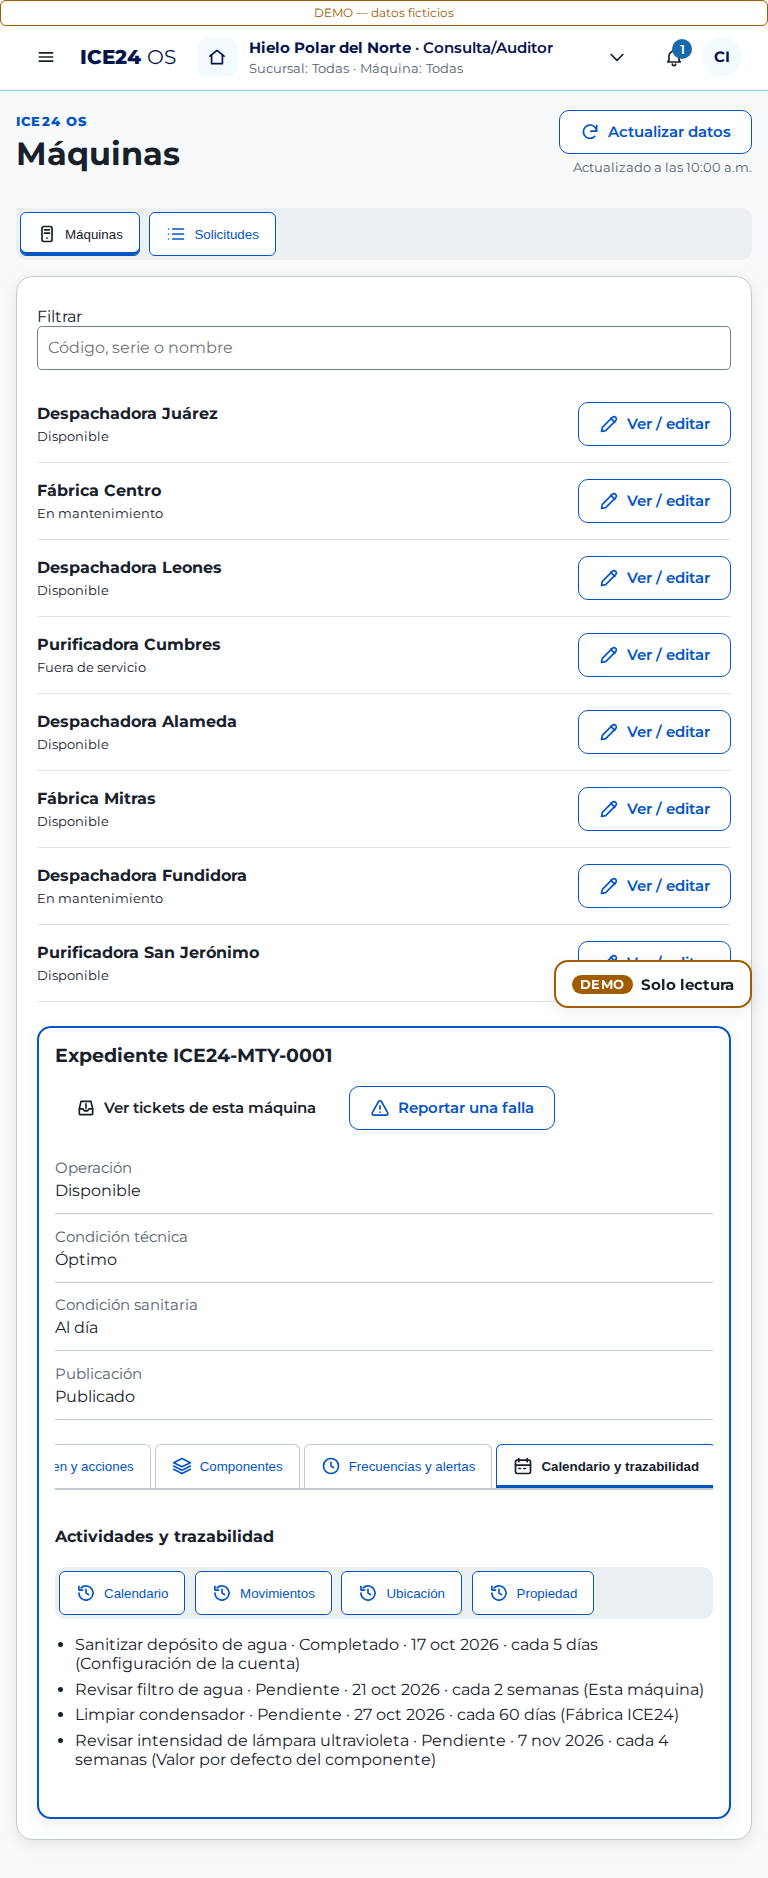 DEMO — datos ficticios
ICE24 OS
Hielo Polar del Norte · Consulta/Auditor
Sucursal: Todas · Máquina: Todas
1
CI
ICE24 OS
Máquinas
Actualizar datos
Actualizado a las 10:00 a.m.
Máquinas
Solicitudes
Filtrar
Código, serie o nombre
Despachadora Juárez
Disponible
Ver / editar
Fábrica Centro
En mantenimiento
Ver / editar
Despachadora Leones
Disponible
Ver / editar
Purificadora Cumbres
Fuera de servicio
Ver / editar
Despachadora Alameda
Disponible
Ver / editar
Fábrica Mitras
Disponible
Ver / editar
Despachadora Fundidora
En mantenimiento
Ver / editar
Purificadora San Jerónimo
Disponible
DEMO Solo lectura
Expediente ICE24-MTY-0001
Ver tickets de esta máquina
Reportar una falla
Operación
Disponible
Condición técnica
Óptimo
Condición sanitaria
Al día
Publicación
Publicado
en y acciones
Componentes
Frecuencias y alertas
Calendario y trazabilidad
Actividades y trazabilidad
Calendario
Movimientos
Ubicación
Propiedad
• Sanitizar depósito de agua · Completado · 17 oct 2026 · cada 5 días
(Configuración de la cuenta)
• Revisar filtro de agua · Pendiente · 21 oct 2026 · cada 2 semanas (Esta máquina)
• Limpiar condensador · Pendiente · 27 oct 2026 · cada 60 días (Fábrica ICE24)
• Revisar intensidad de lámpara ultravioleta · Pendiente · 7 nov 2026 · cada 4
semanas (Valor por defecto del componente)